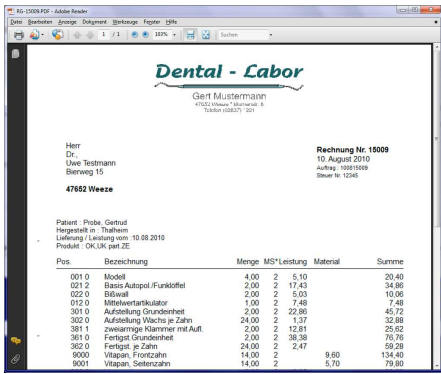 RG-15009.PDF - Adobe Reader
Datei Bearbeiten Anzeige Dokument Werkzeuge Fenster Hilfe
1 / 1 102% Suchen
Dental - Labor
Gert Mustermann
47652 Weeze * 6
Telefon (02837)
Herr
Dr.,
Uwe Testmann
Bierweg 15
47652 Weeze
Rechnung Nr. 15009
10. August 2010
Auftrag : 100815009
Steuer Nr. 12345
Patient : Probe, Gertrud
Hergestellt in : Thalheim
Lieferung / Leistung vom :10.08.2010
Produkt : OK,UK part.ZE
Pos. Bezeichnung Menge MS* Leistung Material Summe
001 0 Modell 4,00 2 5,10 20,40
021 2 Basis Autopol./Funklöffel 2,00 2 17,43 34,86
022 0 Bißwall 2,00 2 5,03 10,06
012 0 Mittelwertartikulator 1,00 2 7,48 7,48
301 0 Aufstellung Grundeinheit 2,00 2 22,86 45,72
302 0 Aufstellung Wachs je Zahn 24,00 2 1,37 32,88
381 1 zweiarmige Klammer mit Aufl. 2,00 2 12,81 25,62
361 0 Fertigst.Grundeinheit 2,00 2 38,38 76,76
362 0 Fertigst. je Zahn 24,00 2 2,47 59,28
9000 Vitapan, Frontzahn 14,00 2 9,60 134,40
9001 Vitapan, Seitenzahn 14,00 2 5,70 79,80